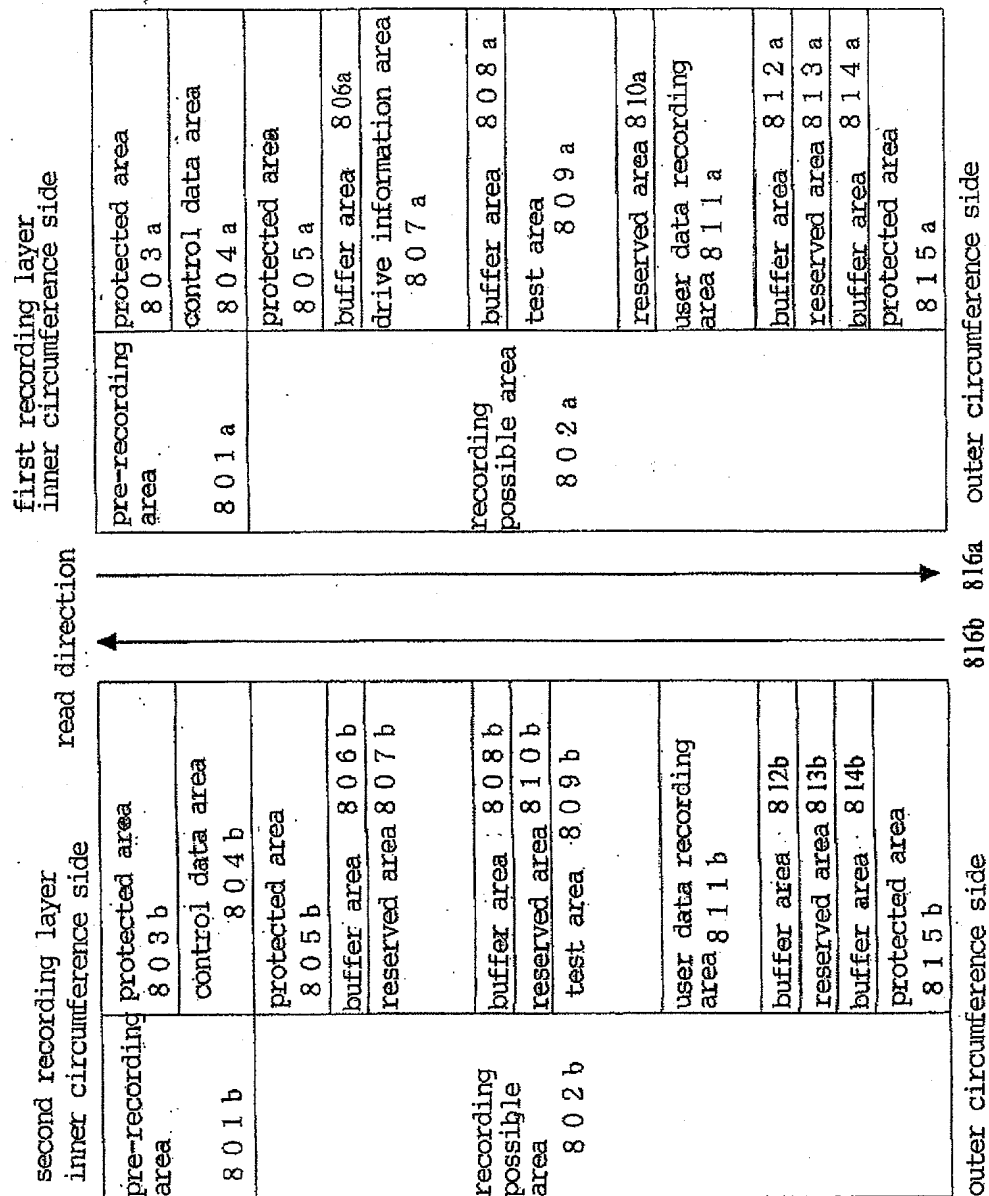 first recording layer
inner circumference side
pre-recording
area
801a
recording
possible area
802a
protected area
803a
control data area
804a
protected area
805a
buffer area 806a
drive information area
807a
buffer area 808a
test area
809a
reserved area 810a
user data recording
area 811a
buffer area 812a
reserved area 813a
buffer area 814a
protected area
815a
outer circumference side
read direction
816b 816a
second recording layer
inner circumference side
pre-recording
area
801b
recording
possible
area
802b
protected area
803b
control data area
804b
protected area
805b
buffer area 806b
reserved area 807b
buffer area 808b
reserved area 810b
test area 809b
user data recording
area 811b
buffer area 812b
reserved area 813b
buffer area 814b
protected area
815b
outer circumference side